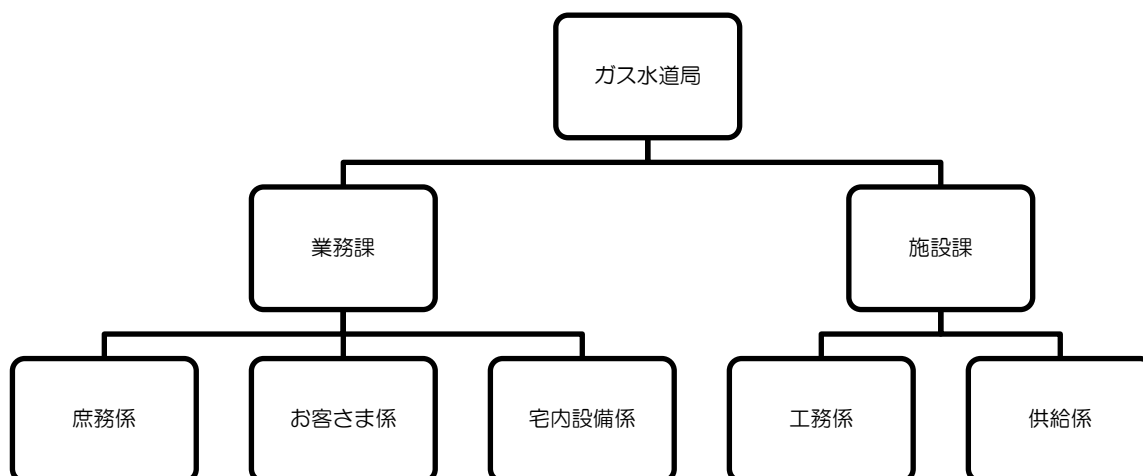 ガス水道局
業務課
施設課
庶務係
お客さま係
宅内設備係
工務係
供給係